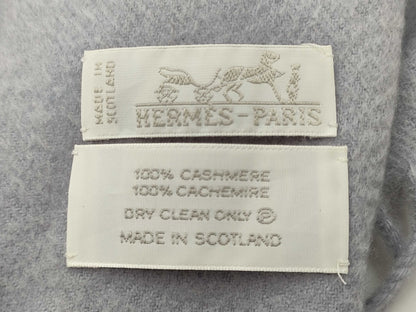 MADE IN
SCOTLAND
HERMES-PARIS
100% CASHMERE
100% CACHEMIRE
DRY CLEAN ONLY Ⓟ
MADE IN SCOTLAND